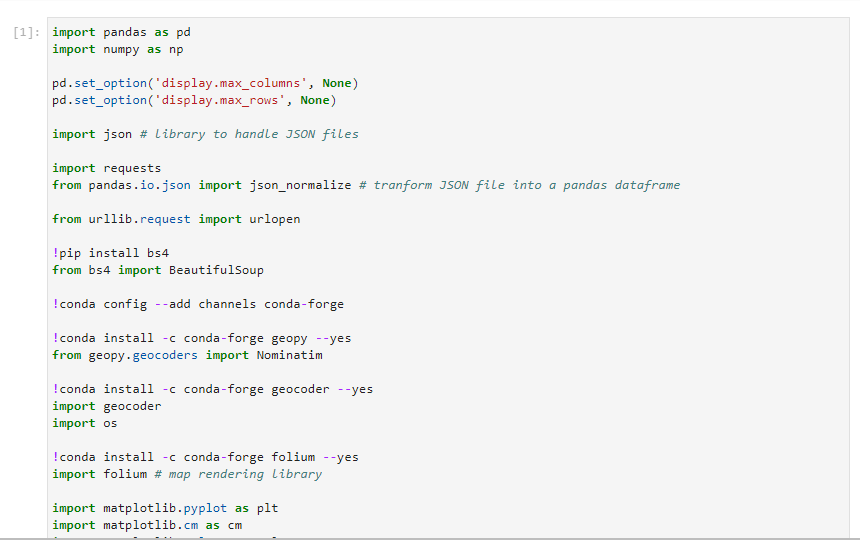 [1]: import pandas as pd
import numpy as np
pd.set_option('display.max_columns', None)
pd.set_option('display.max_rows', None)
import json # library to handle JSON files
import requests
from pandas.io.json import json_normalize # tranform JSON file into a pandas dataframe
from urllib.request import urlopen
!pip install bs4
from bs4 import BeautifulSoup
!conda config --add channels conda-forge
!conda install -c conda-forge geopy --yes
from geopy.geocoders import Nominatim
!conda install -c conda-forge geocoder --yes
import geocoder
import os
!conda install -c conda-forge folium --yes
import folium # map rendering library
import matplotlib.pyplot as plt
import matplotlib.cm as cm